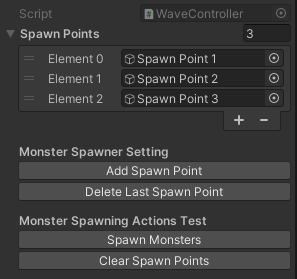 Script WaveController
Spawn Points 3
Element 0 Spawn Point 1
Element 1 Spawn Point 2
Element 2 Spawn Point 3
+ −
Monster Spawner Setting
Add Spawn Point
Delete Last Spawn Point
Monster Spawning Actions Test
Spawn Monsters
Clear Spawn Points